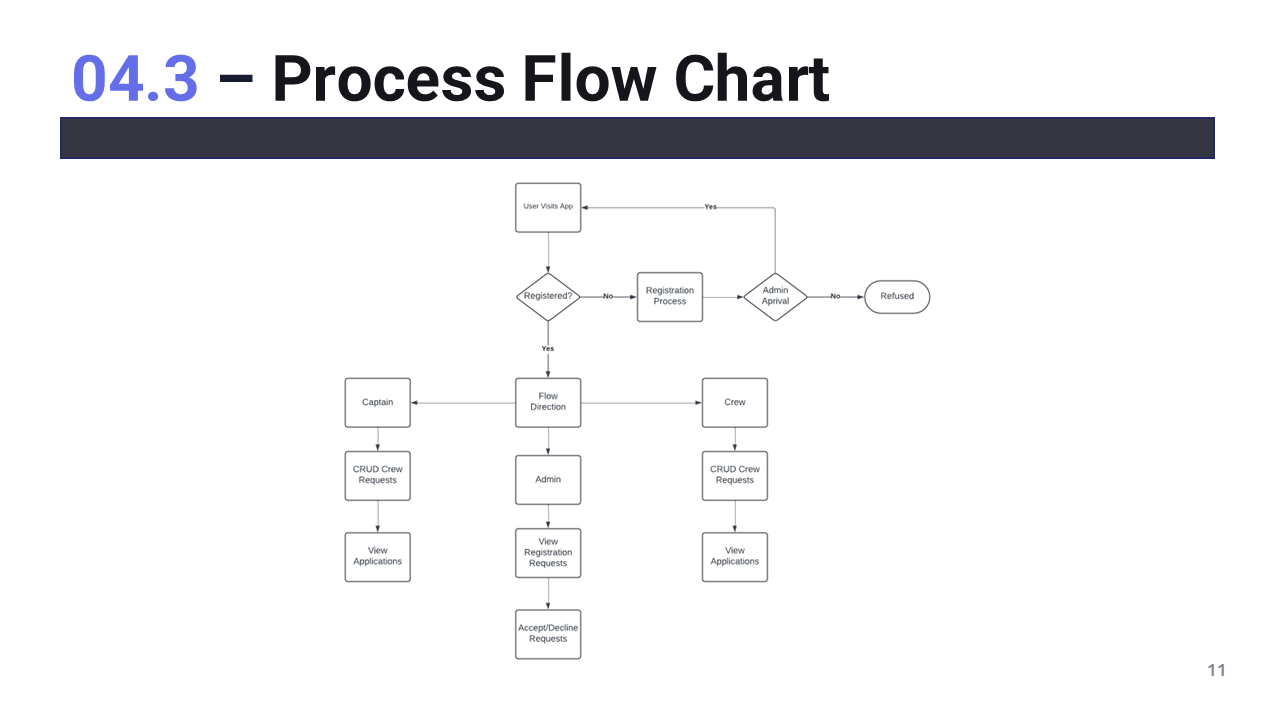 04.3 – Process Flow Chart
User Visits App
Yes
Registered?
No
Registration
Process
Admin
Aprival
No
Refused
Yes
Captain
Flow
Direction
Crew
CRUD Crew
Requests
Admin
CRUD Crew
Requests
View
Applications
View
Registration
Requests
View
Applications
Accept/Decline
Requests
11